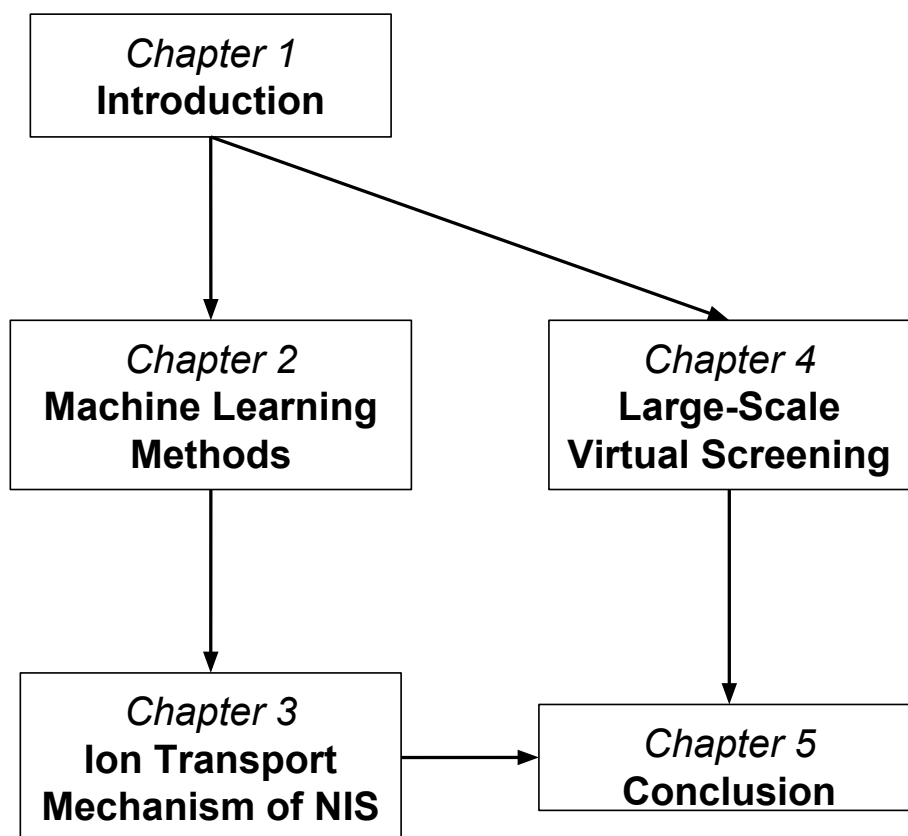 Chapter 1
Introduction
Chapter 2
Machine Learning
Methods
Chapter 4
Large-Scale
Virtual Screening
Chapter 3
Ion Transport
Mechanism of NIS
Chapter 5
Conclusion